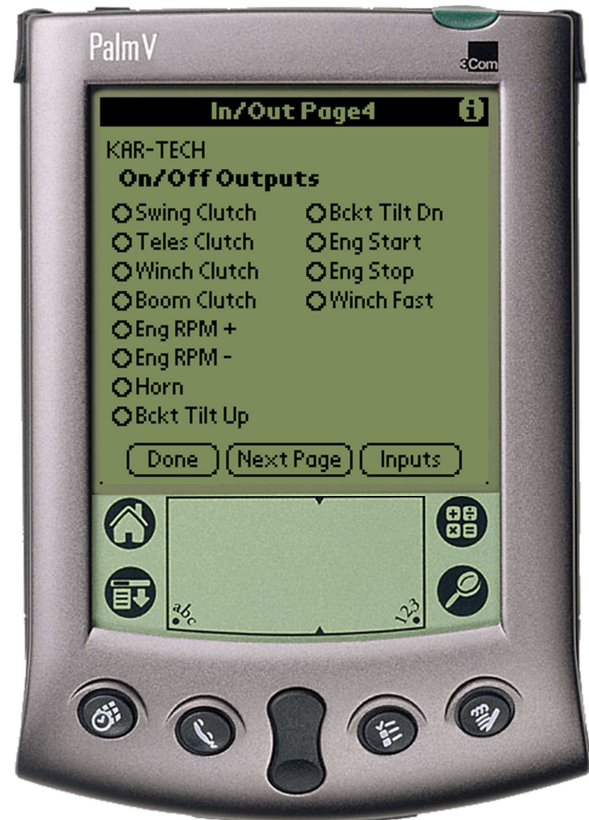 PalmV
3Com
In/Out Page4
i
KAR-TECH
On/Off Outputs
Swing Clutch
Teles Clutch
Winch Clutch
Boom Clutch
Eng RPM +
Eng RPM -
Horn
Bckt Tilt Up
Bckt Tilt Dn
Eng Start
Eng Stop
Winch Fast
Done
Next Page
Inputs
abc
123